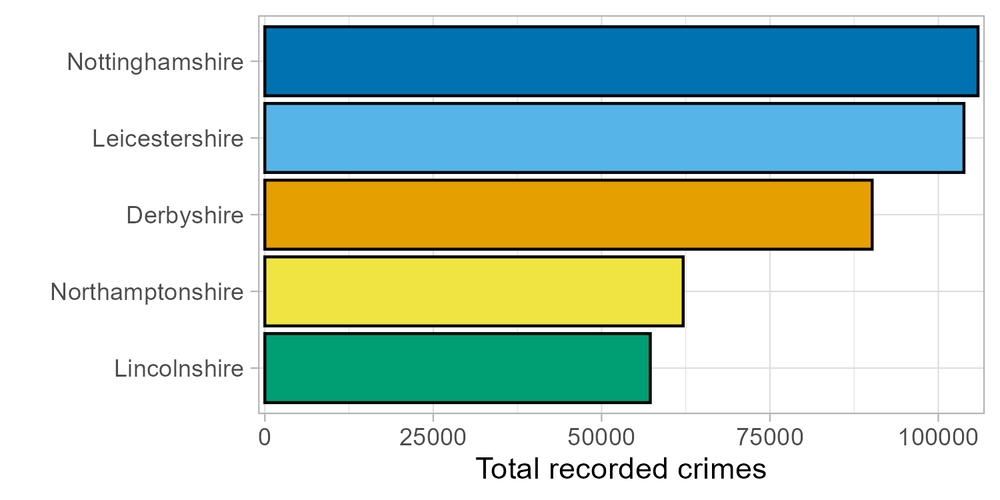 Nottinghamshire
Leicestershire
Derbyshire
Northamptonshire
Lincolnshire
0 25000 50000 75000 100000
Total recorded crimes